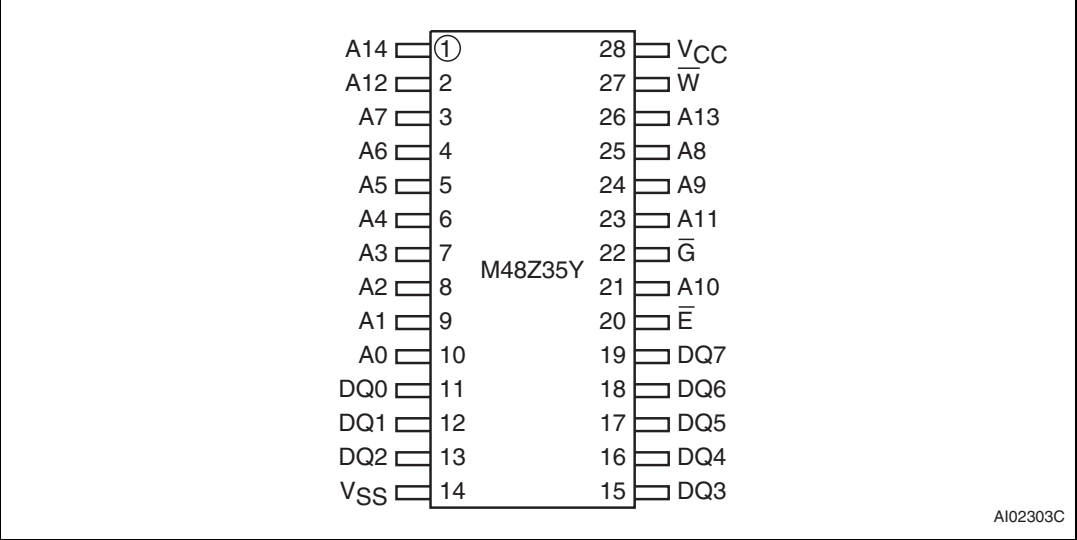 A14 1 28 VCC
A12 2 27 W̅
A7 3 26 A13
A6 4 25 A8
A5 5 24 A9
A4 6 23 A11
A3 7 22 G̅
M48Z35Y
A2 8 21 A10
A1 9 20 E̅
A0 10 19 DQ7
DQ0 11 18 DQ6
DQ1 12 17 DQ5
DQ2 13 16 DQ4
VSS 14 15 DQ3
AI02303C